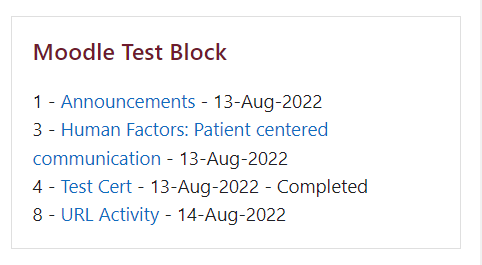 Moodle Test Block
1 - Announcements - 13-Aug-2022
3 - Human Factors: Patient centered
communication - 13-Aug-2022
4 - Test Cert - 13-Aug-2022 - Completed
8 - URL Activity - 14-Aug-2022